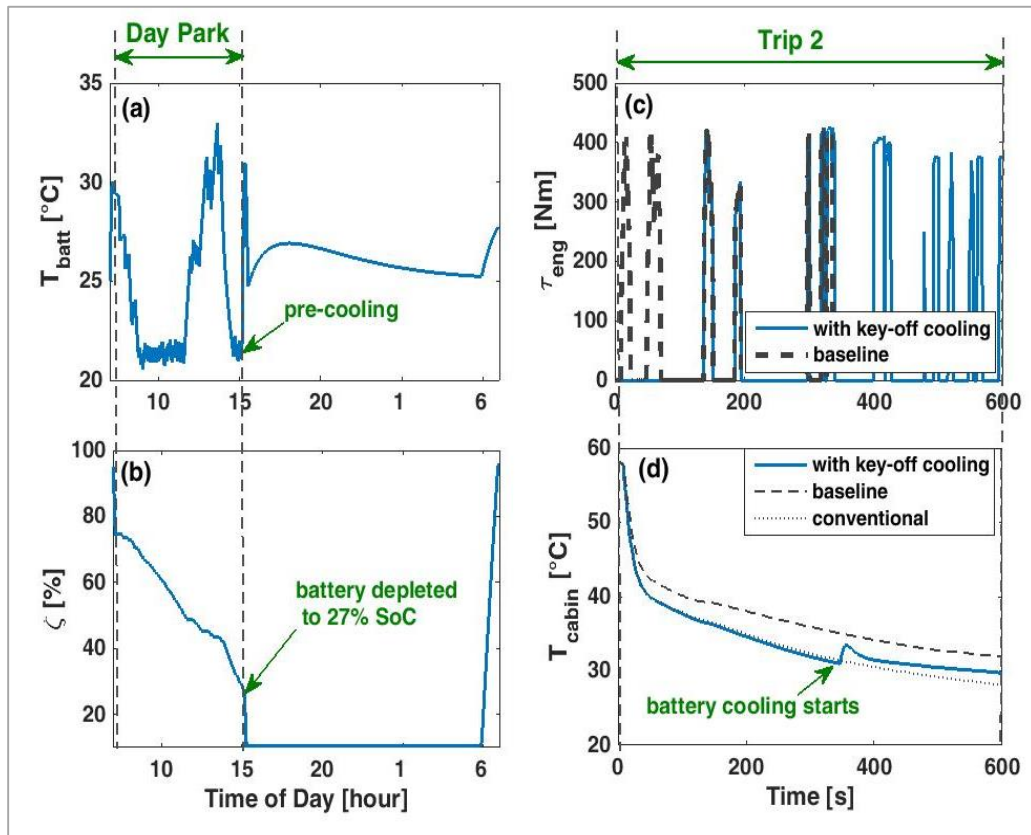 Day Park
(a)
T_batt [°C]
35
30
25
20
pre-cooling
10
15
20
1
6
(b)
ζ [%]
100
80
60
40
20
battery depleted
to 27% SoC
10
15
20
1
6
Time of Day [hour]
Trip 2
(c)
τ_eng [Nm]
500
400
300
200
100
0
with key-off cooling
baseline
0
200
400
600
(d)
T_cabin [°C]
60
50
40
30
20
with key-off cooling
baseline
conventional
battery cooling starts
0
200
400
600
Time [s]